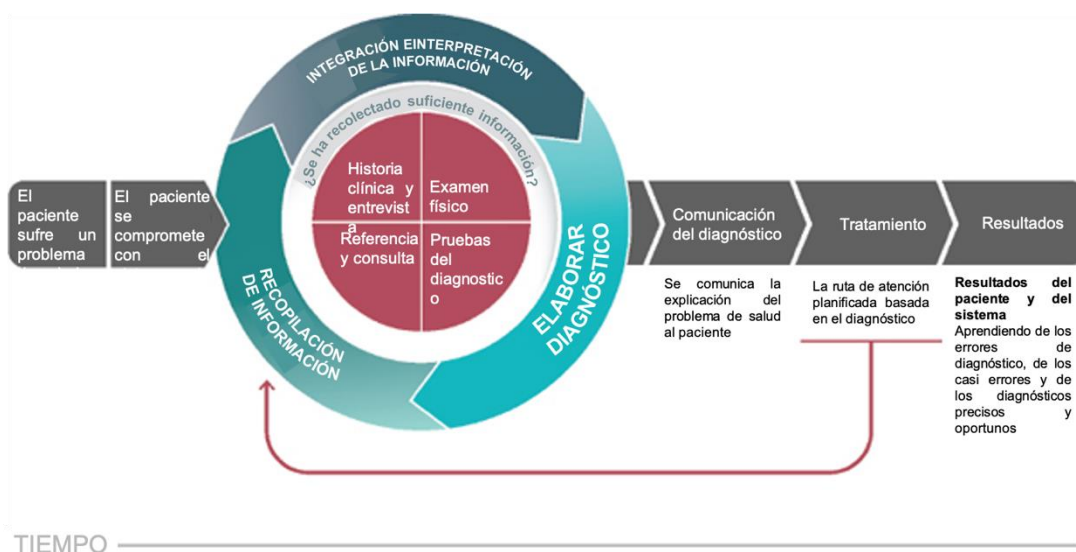 INTEGRACIÓN EINTERPRETACIÓN
DE LA INFORMACIÓN
¿Se ha recolectado suficiente información?
El
paciente
sufre un
problema
El paciente
se
compromete
con el
Historia
clínica y
entrevist
a
Examen
físico
Referencia
y consulta
Pruebas
del
diagnostic
o
RECOPILACIÓN
DE INFORMACIÓN
ELABORAR
DIAGNÓSTICO
Comunicación
del diagnóstico
Tratamiento
Resultados
Se comunica la
explicación del
problema de salud
al paciente
La ruta de atención
planificada basada
en el diagnóstico
Resultados del
paciente y del
sistema
Aprendiendo de los
errores de
diagnóstico, de los
casi errores y de
los diagnósticos
precisos y
oportunos
TIEMPO